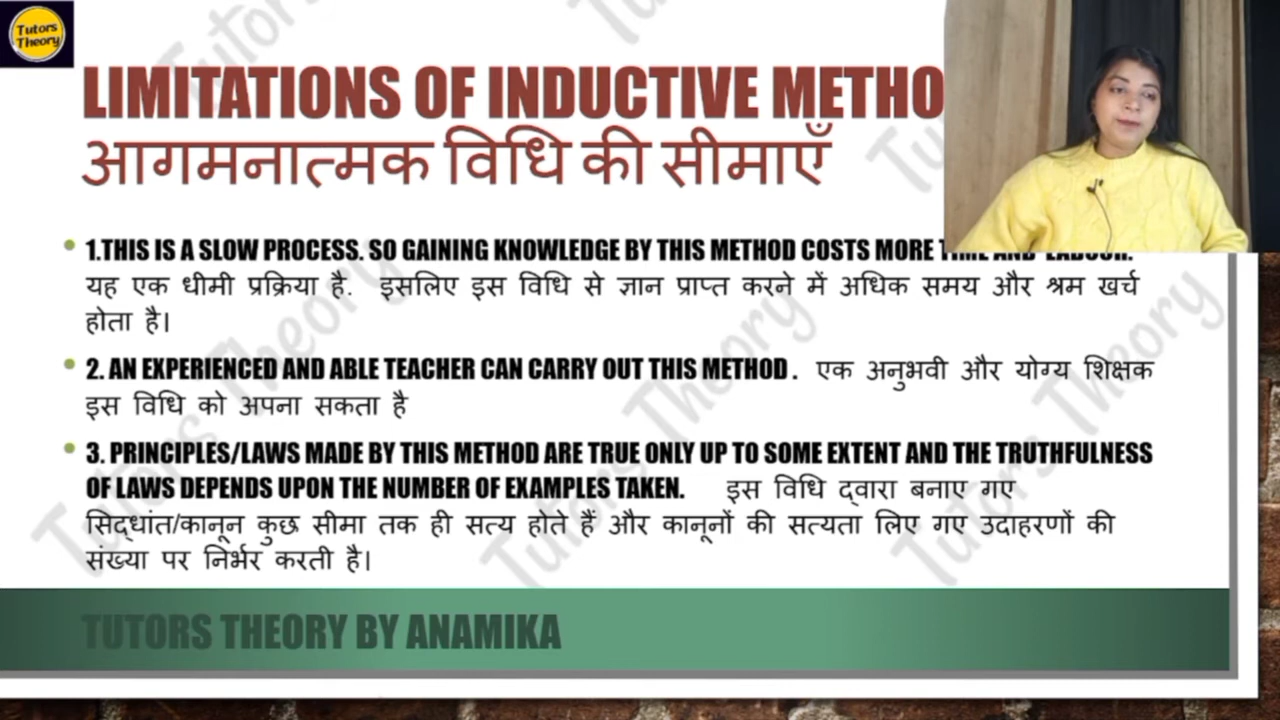 Tutors
Theory
LIMITATIONS OF INDUCTIVE METHO
आगमनात्मक विधि की सीमाएँ
1.THIS IS A SLOW PROCESS. SO GAINING KNOWLEDGE BY THIS METHOD COSTS MORE TIME AND LABOUR.
यह एक धीमी प्रक्रिया है. इसलिए इस विधि से ज्ञान प्राप्त करने में अधिक समय और श्रम खर्च
होता है।
2. AN EXPERIENCED AND ABLE TEACHER CAN CARRY OUT THIS METHOD. एक अनुभवी और योग्य शिक्षक
इस विधि को अपना सकता है
3. PRINCIPLES/LAWS MADE BY THIS METHOD ARE TRUE ONLY UP TO SOME EXTENT AND THE TRUTHFULNESS
OF LAWS DEPENDS UPON THE NUMBER OF EXAMPLES TAKEN. इस विधि द्वारा बनाए गए
सिद्धांत/कानून कुछ सीमा तक ही सत्य होते हैं और कानूनों की सत्यता लिए गए उदाहरणों की
संख्या पर निर्भर करती है।
TUTORS THEORY BY ANAMIKA